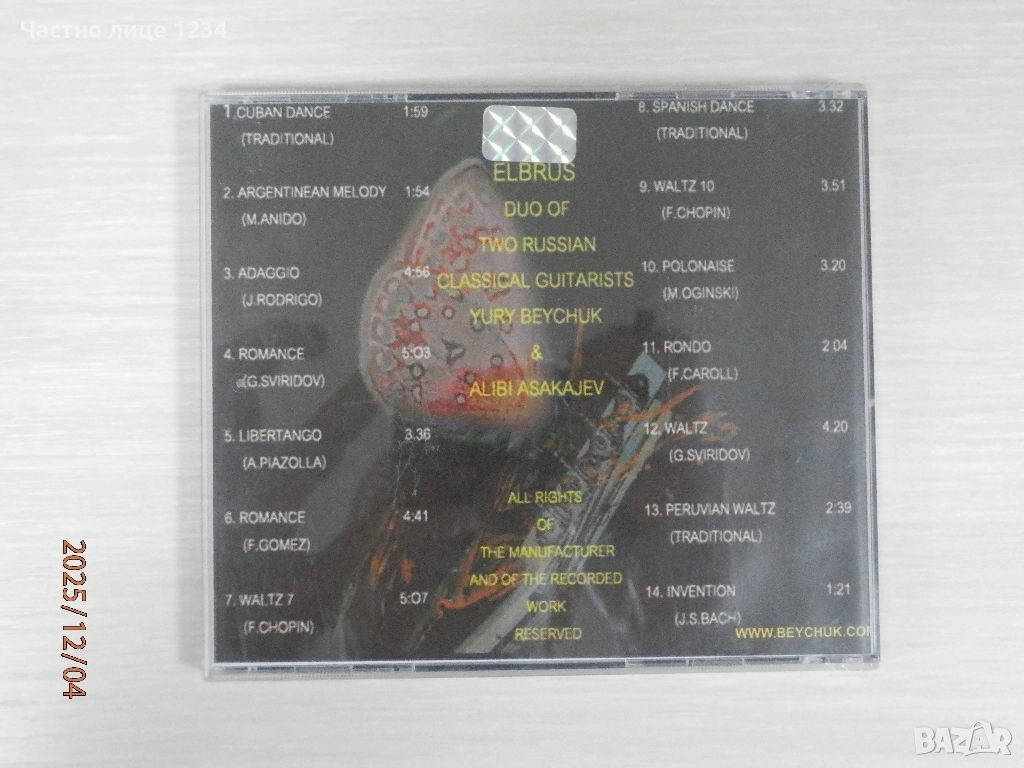 Частно лице 1234
1.CUBAN DANCE 1:59
(TRADITIONAL)
2. ARGENTINEAN MELODY 1:54
(M.ANIDO)
3. ADAGGIO 4:56
(J.RODRIGO)
4. ROMANCE 5:03
(G.SVIRIDOV)
5. LIBERTANGO 3.36
(A.PIAZOLLA)
6. ROMANCE 4:41
(F.GOMEZ)
7. WALTZ 7 5:07
(F.CHOPIN)
ELBRUS
DUO OF
TWO RUSSIAN
CLASSICAL GUITARISTS
YURY BEYCHUK
&
ALIBI ASAKAJEV
ALL RIGHTS
OF
THE MANUFACTURER
AND OF THE RECORDED
WORK
RESERVED
8. SPANISH DANCE 3.32
(TRADITIONAL)
9. WALTZ 10 3.51
(F.CHOPIN)
10. POLONAISE 3.20
(M.OGINSKI)
11. RONDO 2:04
(F.CAROLL)
12. WALTZ 4.20
(G.SVIRIDOV)
13. PERUVIAN WALTZ 2:39
(TRADITIONAL)
14. INVENTION 1:21
(J.S.BACH)
WWW.BEYCHUK.COM
2025/12/04
BAZAR